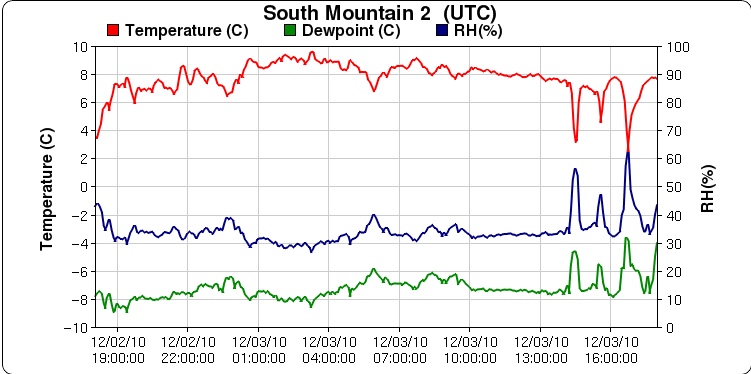 South Mountain 2 (UTC)
Temperature (C) Dewpoint (C) RH(%)
10 100
8 90
6 80
4 70
2 60
0 50
−2 40
−4 30
−6 20
−8 10
−10 0
Temperature (C)
RH(%)
12/02/10 12/02/10 12/03/10 12/03/10 12/03/10 12/03/10 12/03/10 12/03/10
19:00:00 22:00:00 01:00:00 04:00:00 07:00:00 10:00:00 13:00:00 16:00:00